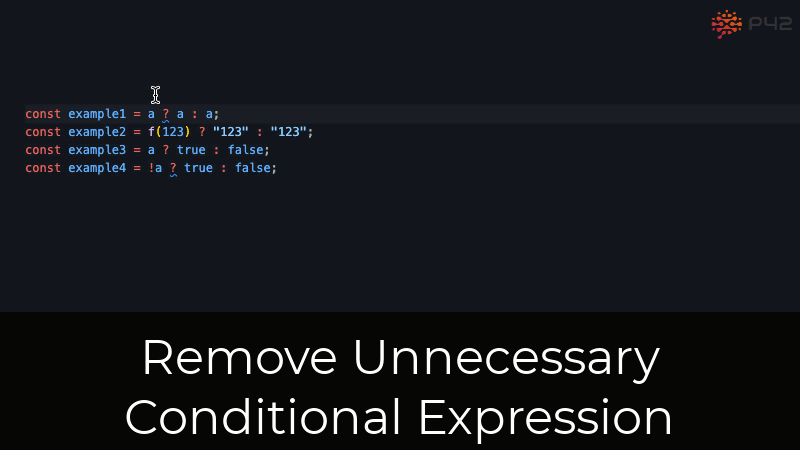 P42
const example1 = a ? a : a;
const example2 = f(123) ? "123" : "123";
const example3 = a ? true : false;
const example4 = !a ? true : false;
Remove Unnecessary
Conditional Expression